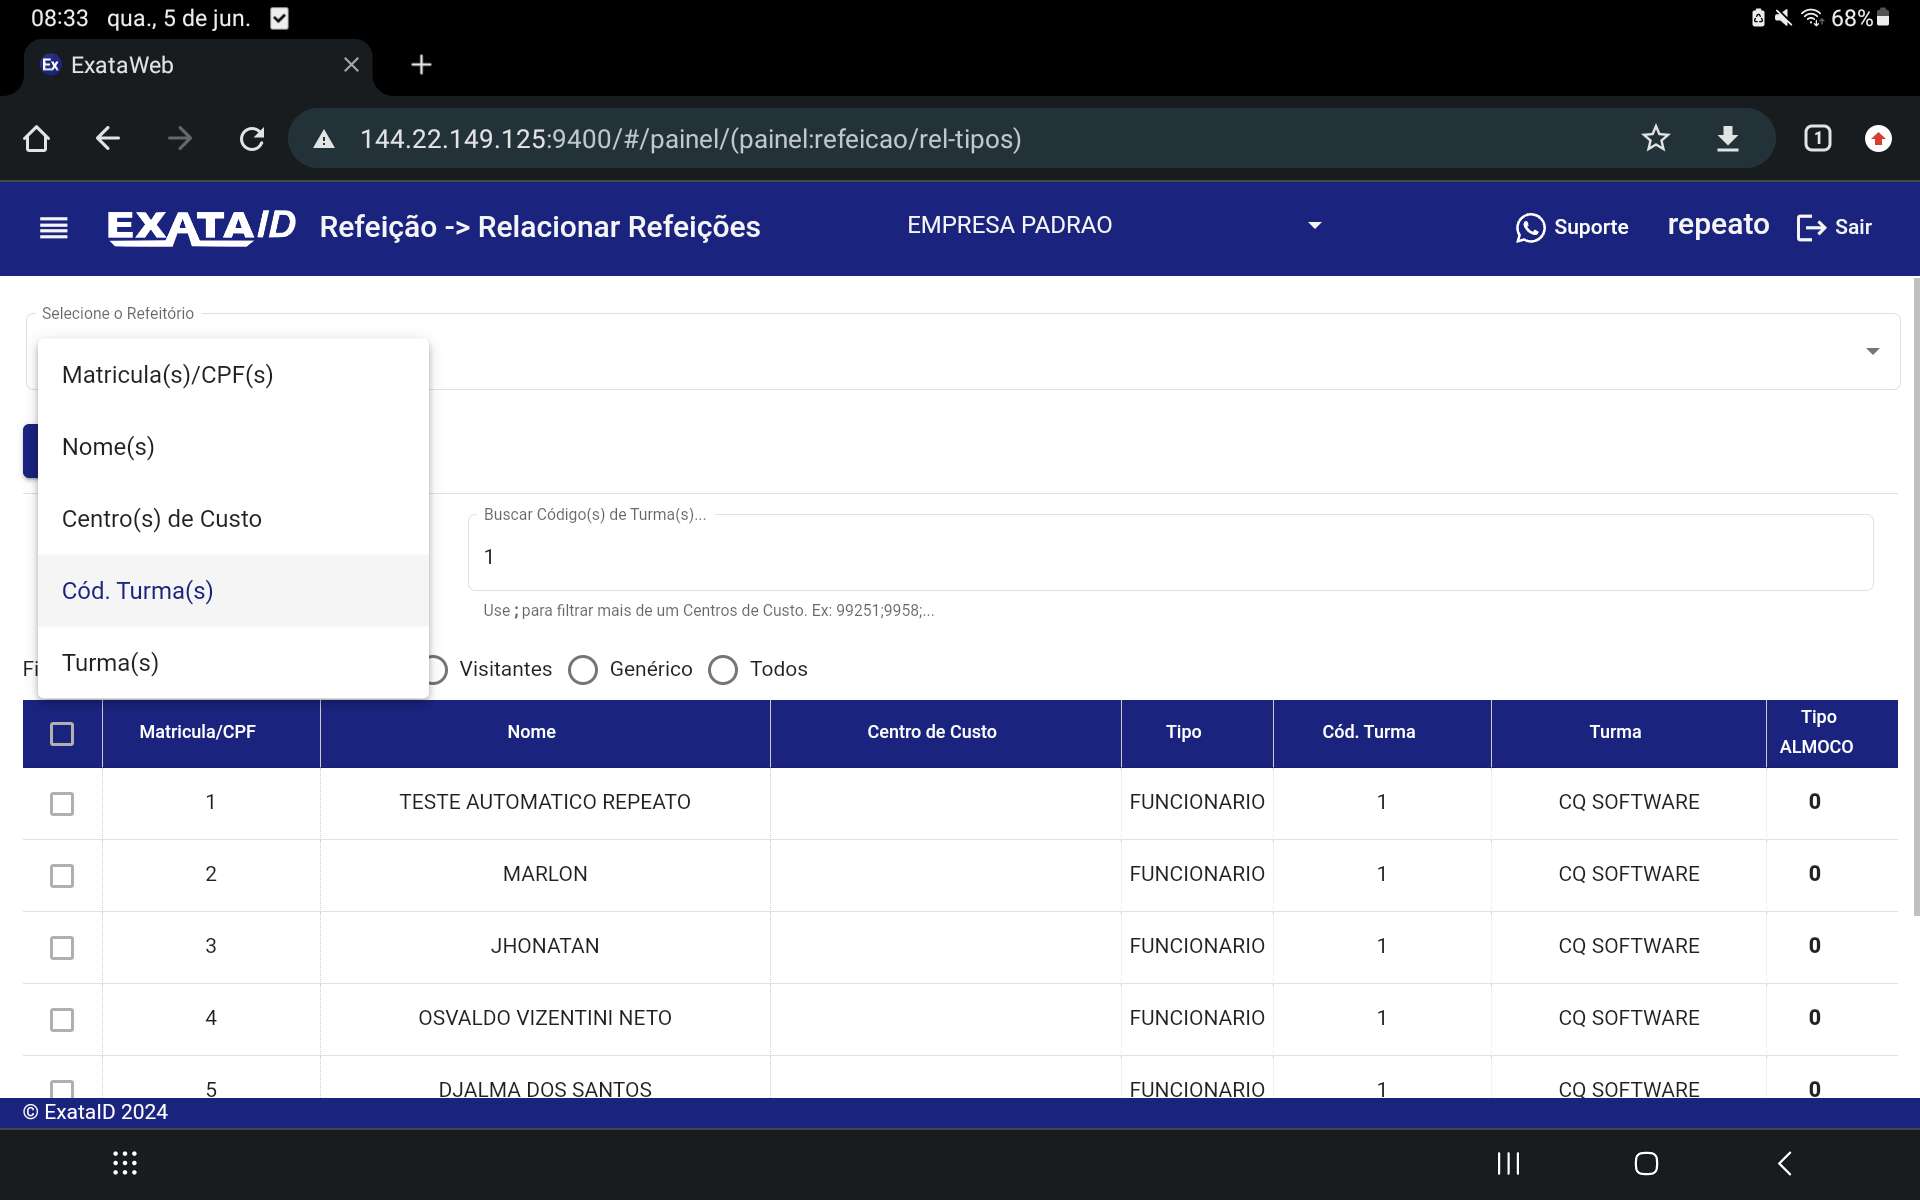 08:33 qua., 5 de jun. 68%
Ex ExataWeb
144.22.149.125:9400/#/painel/(painel:refeicao/rel-tipos) 1
EXATAID Refeição -> Relacionar Refeições EMPRESA PADRAO Suporte repeato Sair
Selecione o Refeitório
Matricula(s)/CPF(s)
Nome(s)
Centro(s) de Custo
Cód. Turma(s)
Turma(s)
Buscar Código(s) de Turma(s)...
1
Use ; para filtrar mais de um Centros de Custo. Ex: 99251;9958;...
Fi Visitantes Genérico Todos
Matricula/CPF Nome Centro de Custo Tipo Cód. Turma Turma Tipo ALMOCO
1 TESTE AUTOMATICO REPEATO FUNCIONARIO 1 CQ SOFTWARE 0
2 MARLON FUNCIONARIO 1 CQ SOFTWARE 0
3 JHONATAN FUNCIONARIO 1 CQ SOFTWARE 0
4 OSVALDO VIZENTINI NETO FUNCIONARIO 1 CQ SOFTWARE 0
5 DJALMA DOS SANTOS FUNCIONARIO 1 CQ SOFTWARE 0
© ExataID 2024